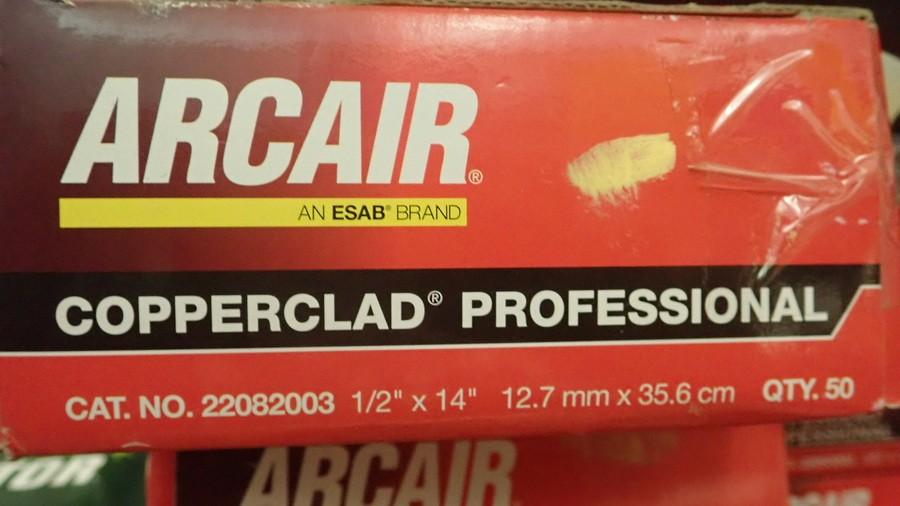 ARCAIR®
AN ESAB® BRAND
COPPERCLAD® PROFESSIONAL
CAT. NO. 22082003 1/2" x 14" 12.7 mm x 35.6 cm QTY. 50
TOR
ARCAIR